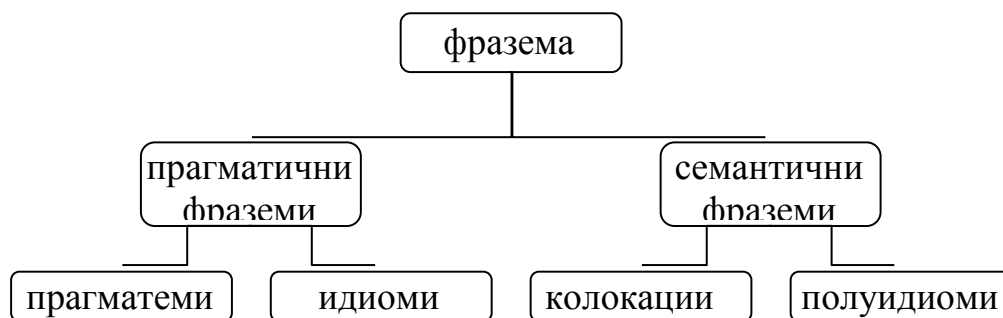 фразема
прагматични
фраземи
семантични
фраземи
прагматеми
идиоми
колокации
полуидиоми